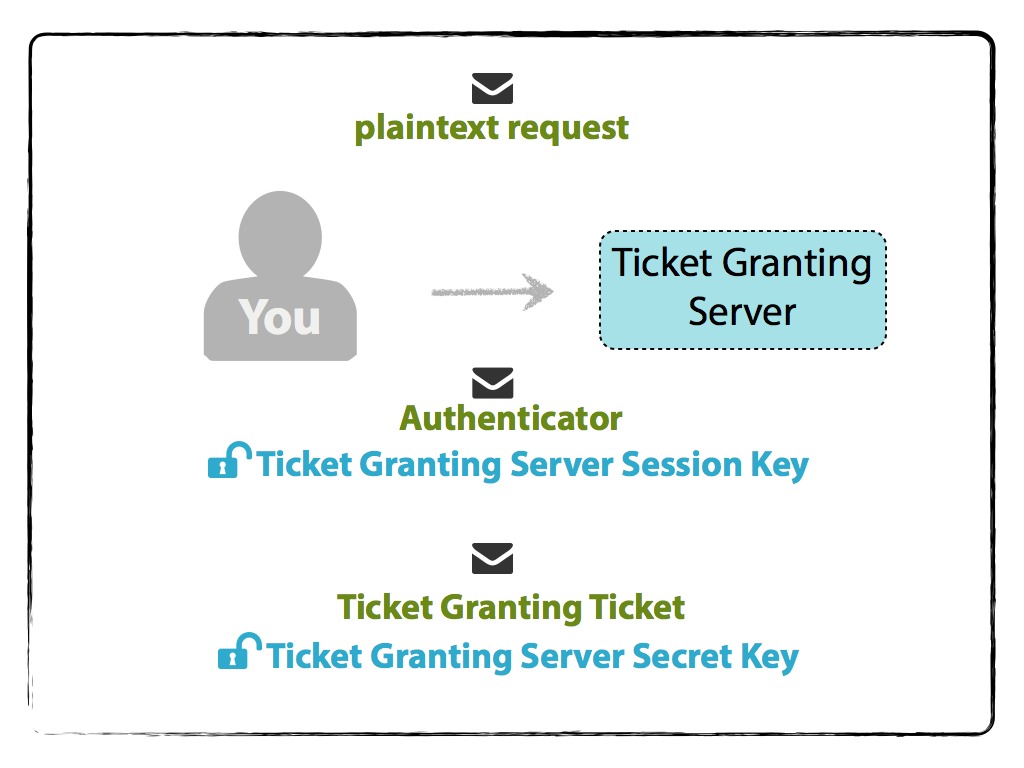 plaintext request
You
Ticket Granting
Server
Authenticator
Ticket Granting Server Session Key
Ticket Granting Ticket
Ticket Granting Server Secret Key